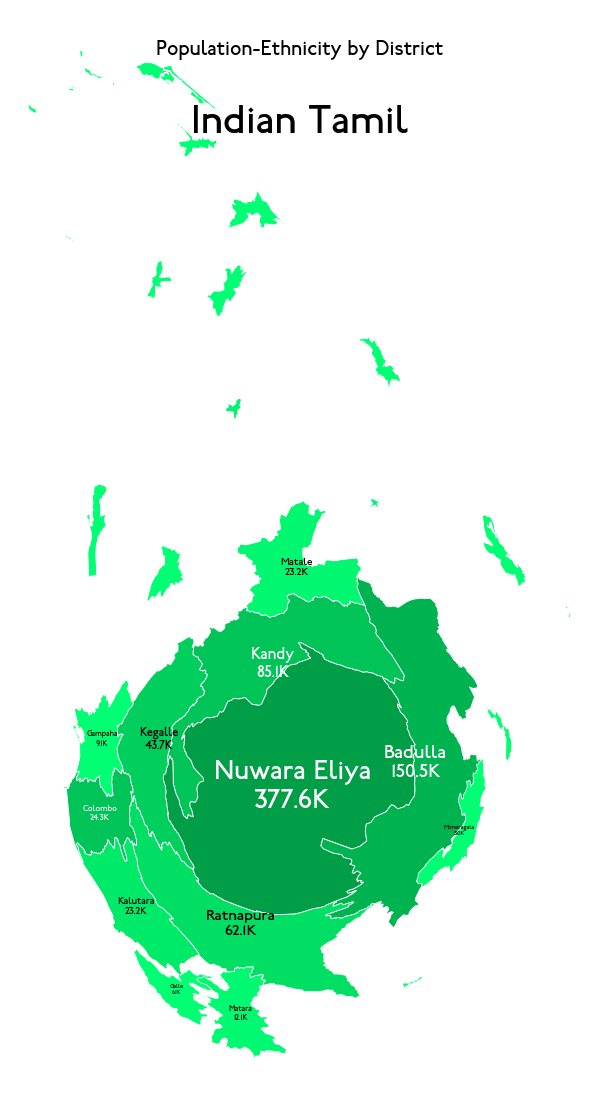 Population-Ethnicity by District
Indian Tamil
Matale
23.2K
Kandy
85.1K
Gampaha
9.1K
Kegalle
43.7K
Badulla
150.5K
Nuwara Eliya
377.6K
Colombo
24.3K
Moneragala
Kalutara
23.2K
Ratnapura
62.1K
Galle
Matara
12.1K